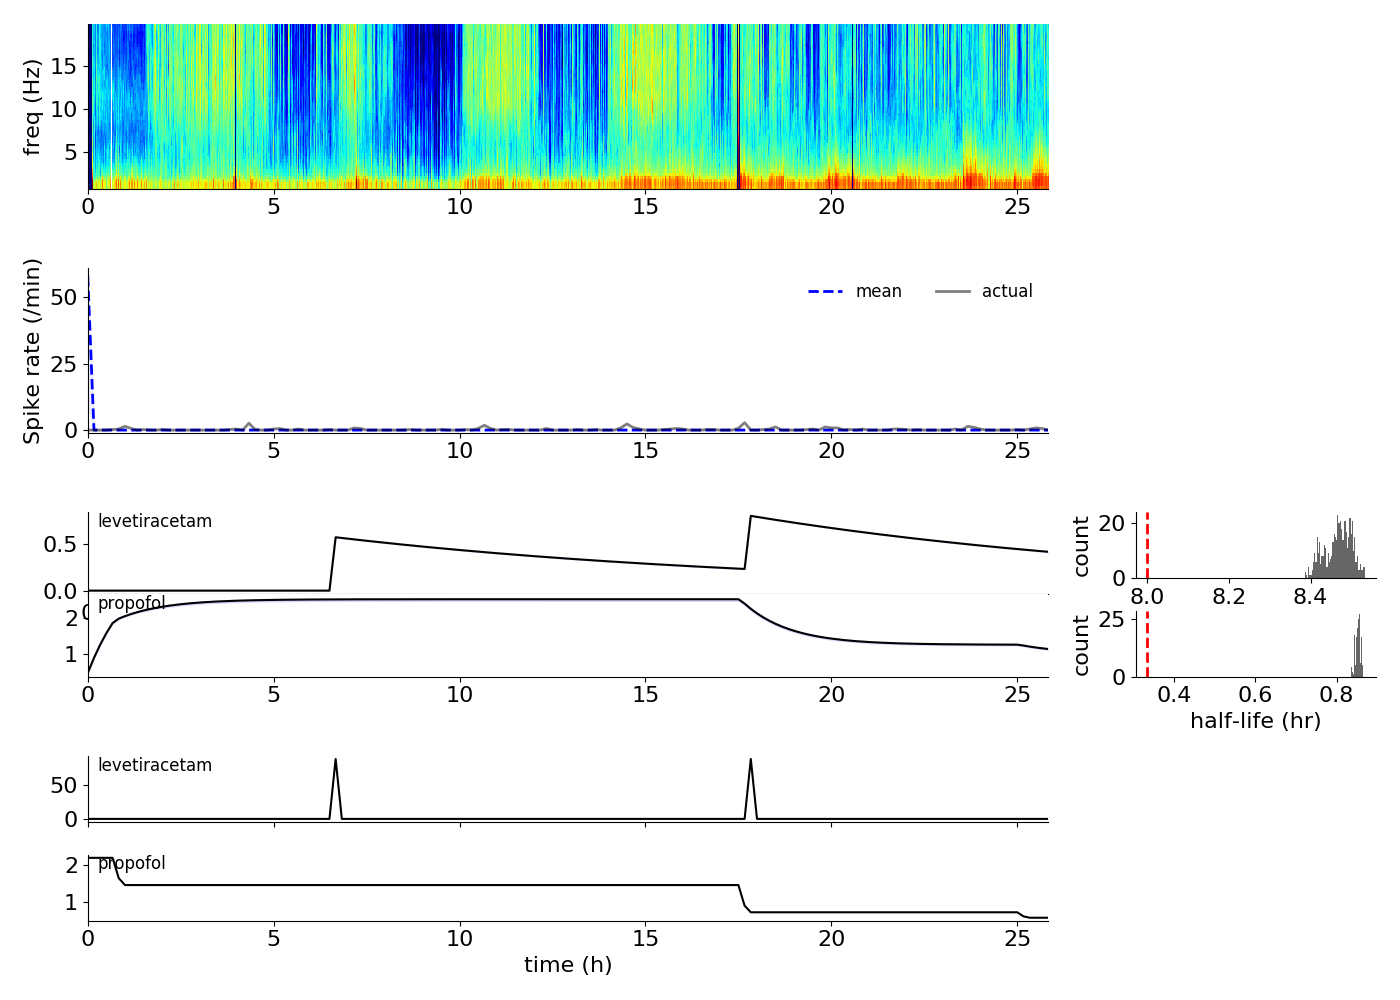 freq (Hz)
15
10
5
0 5 10 15 20 25
Spike rate (/min)
50
25
0
mean actual
0 5 10 15 20 25
levetiracetam
0.5
0.0
propofol
2
1
0 5 10 15 20 25
count
20
0
8.0 8.2 8.4
count
25
0
0.4 0.6 0.8
half-life (hr)
levetiracetam
50
0
propofol
2
1
0 5 10 15 20 25
time (h)